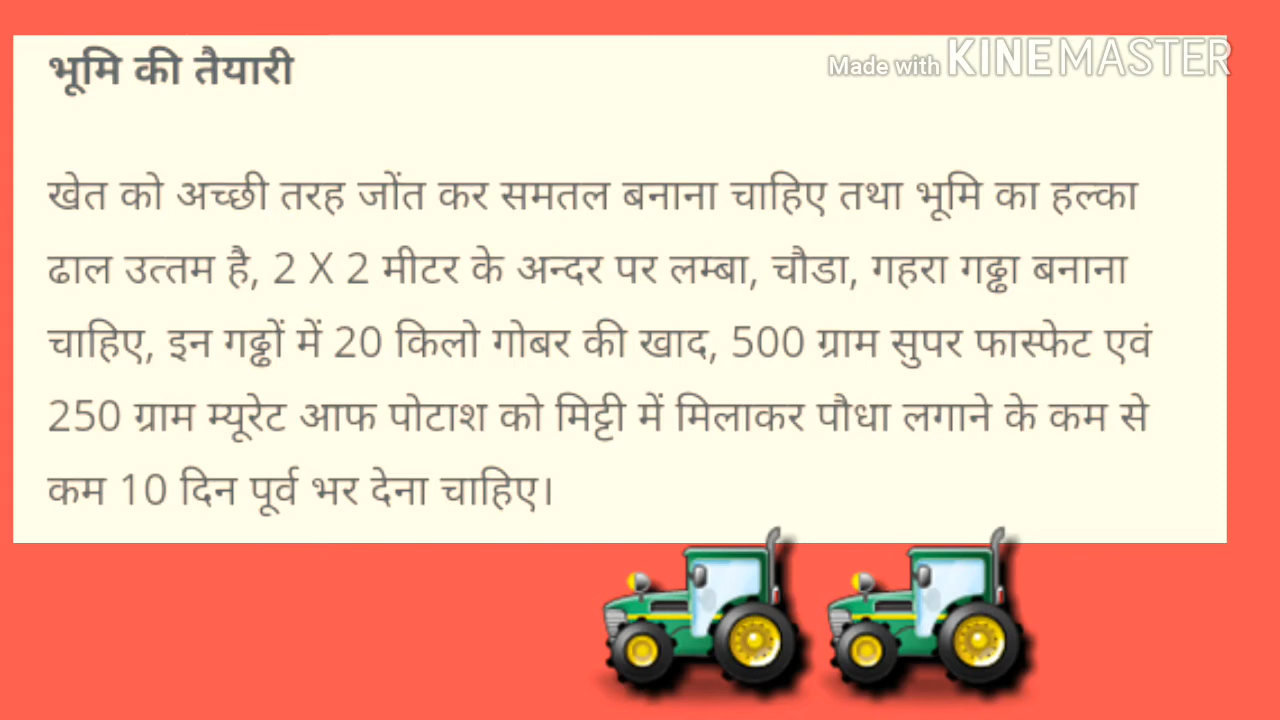 भूमि की तैयारी
Made with KINEMASTER
खेत को अच्छी तरह जोंत कर समतल बनाना चाहिए तथा भूमि का हल्का
ढाल उत्तम है, 2 X 2 मीटर के अन्दर पर लम्बा, चौडा, गहरा गढ्ढा बनाना
चाहिए, इन गढ्ढों में 20 किलो गोबर की खाद, 500 ग्राम सुपर फास्फेट एवं
250 ग्राम म्यूरेट आफ पोटाश को मिट्टी में मिलाकर पौधा लगाने के कम से
कम 10 दिन पूर्व भर देना चाहिए।